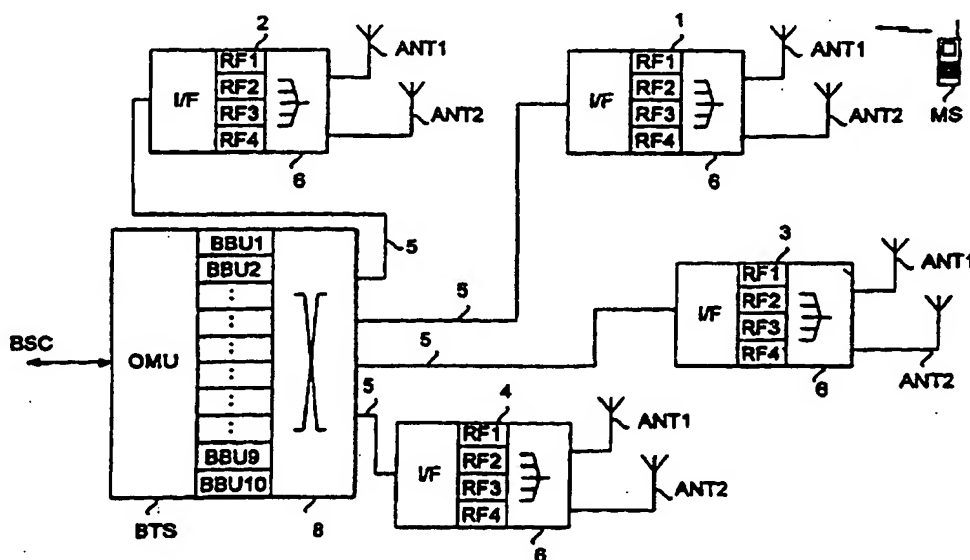 2
RF1
RF2
RF3
RF4
I/F
ANT1
ANT2
6
1
RF1
RF2
RF3
RF4
I/F
ANT1
ANT2
6
MS
BBU1
BBU2
BBU9
BBU10
OMU
BSC
BTS
8
5
5
5
5
3
RF1
RF2
RF3
RF4
I/F
ANT1
ANT2
6
4
RF1
RF2
RF3
RF4
I/F
ANT1
ANT2
6